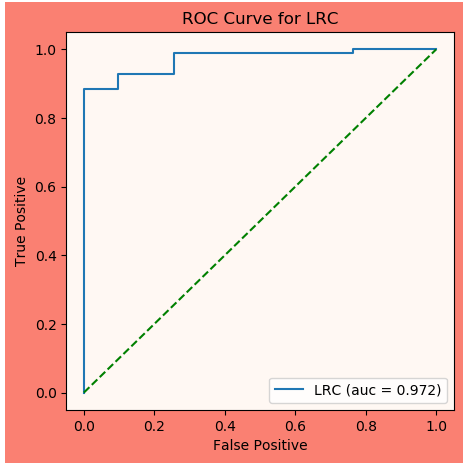 ROC Curve for LRC
1.0
0.8
0.6
0.4
0.2
0.0
True Positive
LRC (auc = 0.972)
0.0 0.2 0.4 0.6 0.8 1.0
False Positive